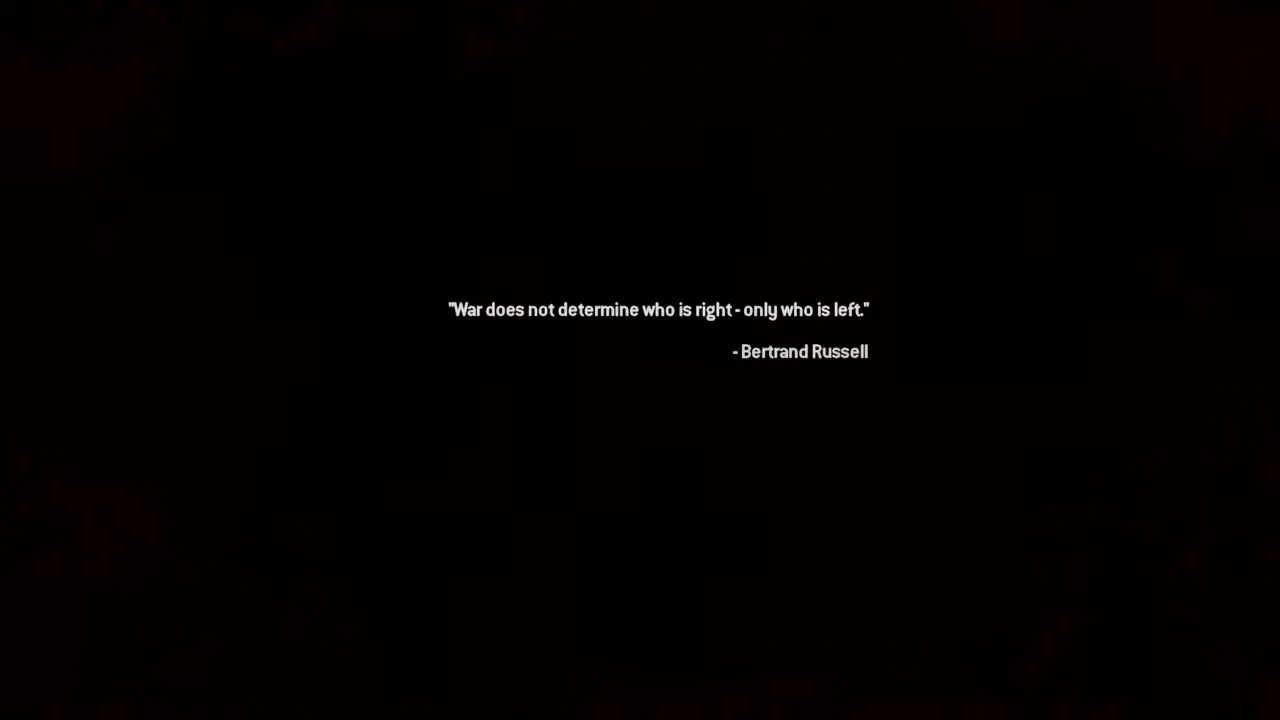 "War does not determine who is right - only who is left."
- Bertrand Russell